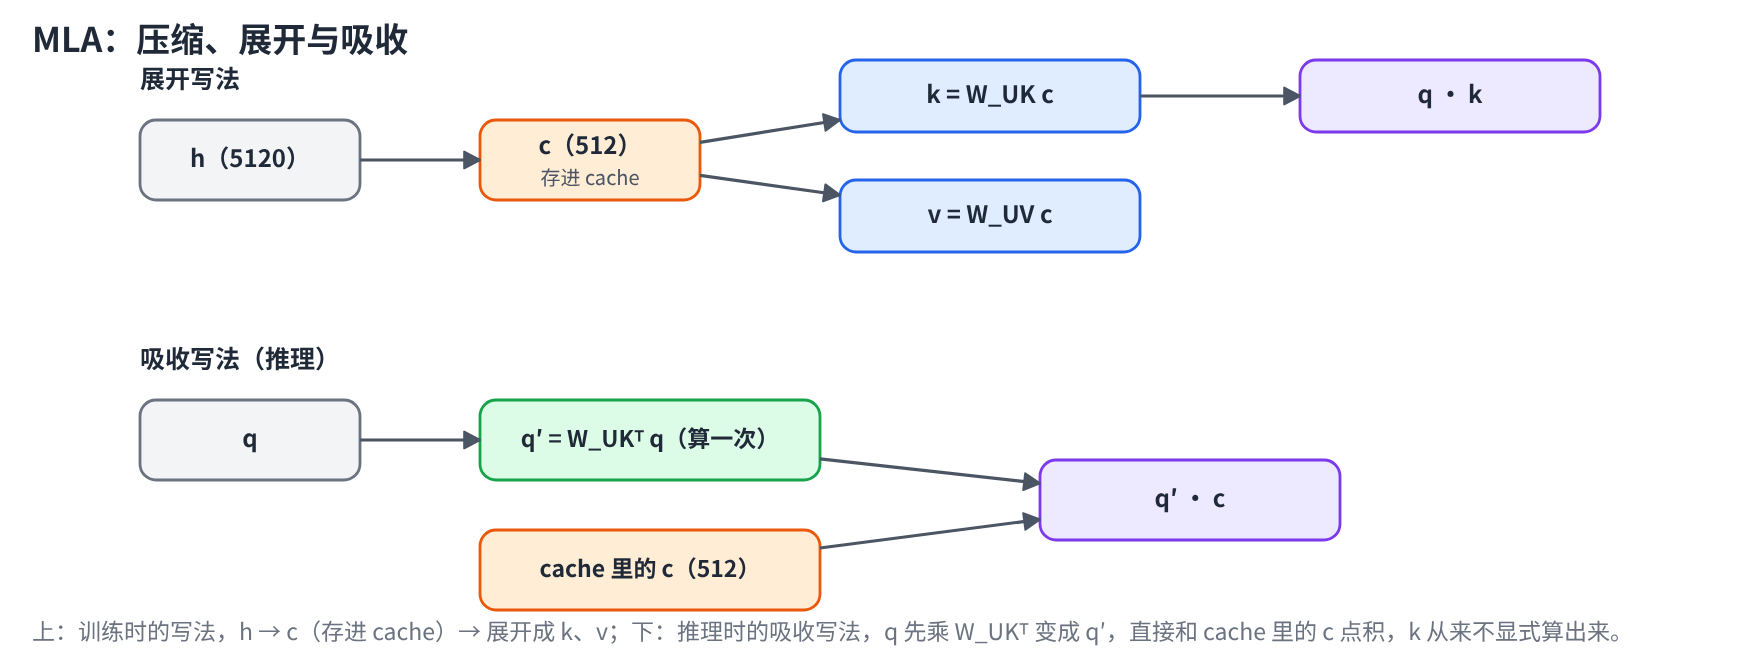 MLA：压缩、展开与吸收
展开写法
h（5120）
c（512）
存进 cache
k = W_UK c
v = W_UV c
q · k
吸收写法（推理）
q
q′ = W_UKᵀ q（算一次）
cache 里的 c（512）
q′ · c
上：训练时的写法，h → c（存进 cache）→ 展开成 k、v；下：推理时的吸收写法，q 先乘 W_UKᵀ 变成 q′，直接和 cache 里的 c 点积，k 从来不显式算出来。